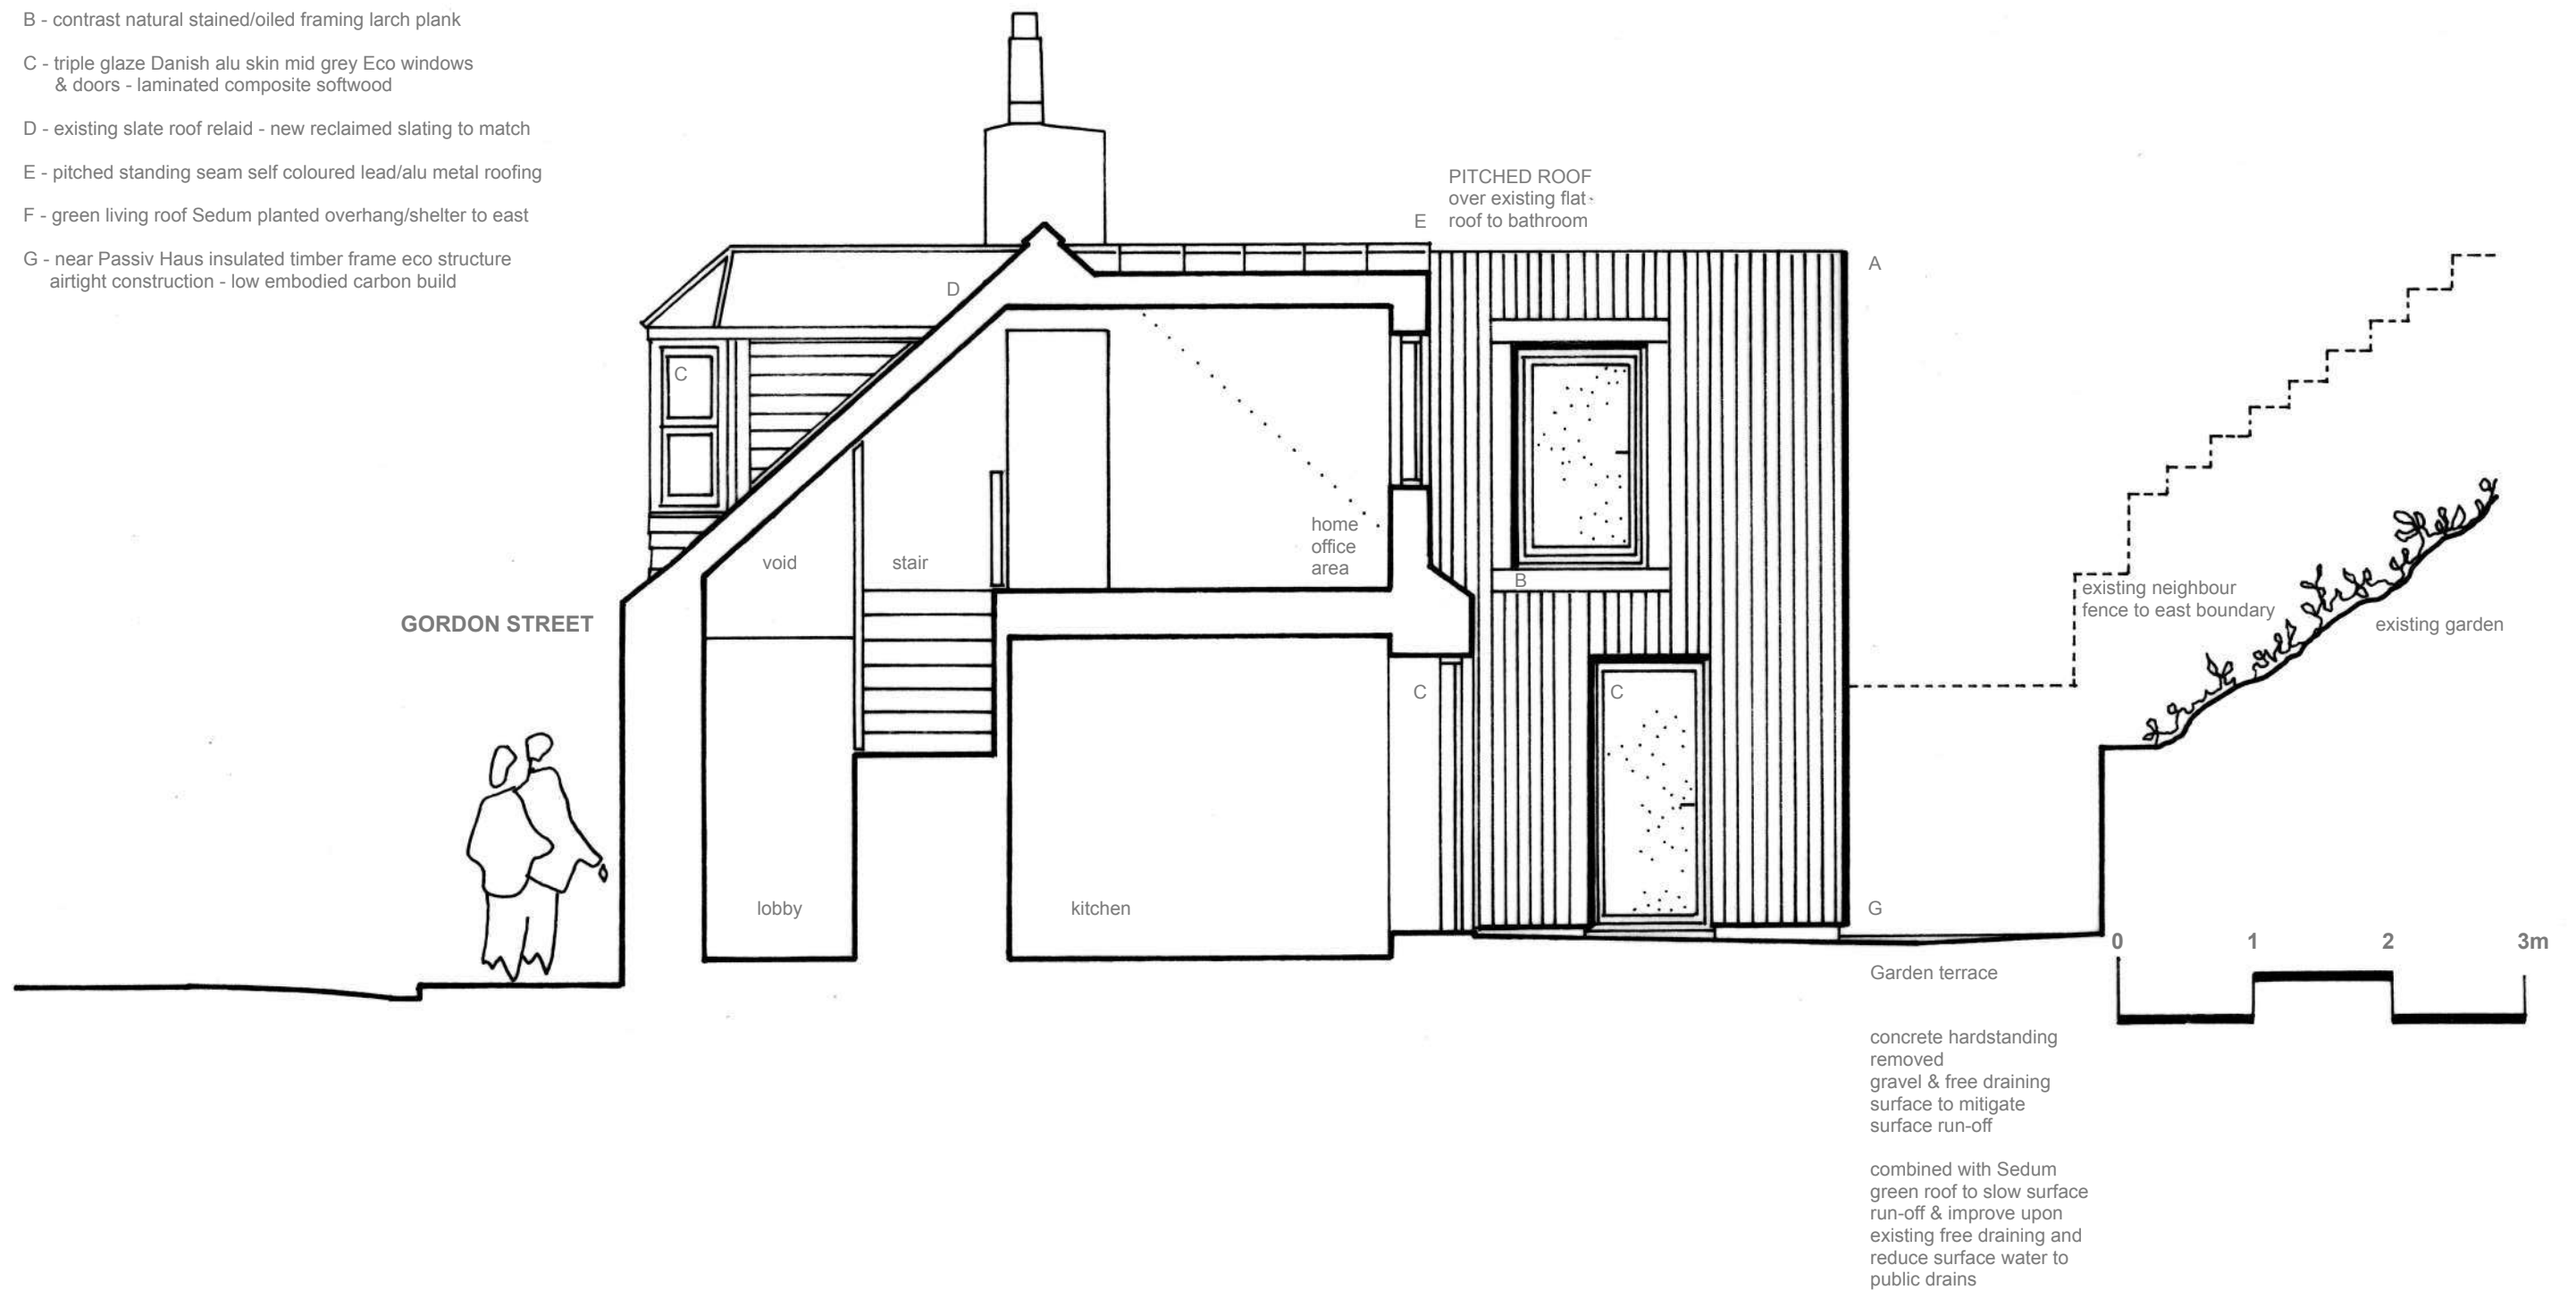 B - contrast natural stained/oiled framing larch plank
C - triple glaze Danish alu skin mid grey Eco windows
& doors - laminated composite softwood
D - existing slate roof relaid - new reclaimed slating to match
E - pitched standing seam self coloured lead/alu metal roofing
F - green living roof Sedum planted overhang/shelter to east
G - near Passiv Haus insulated timber frame eco structure
airtight construction - low embodied carbon build
PITCHED ROOF
over existing flat
E roof to bathroom
A
D
C
home
office
area
void
stair
B
existing neighbour
fence to east boundary
existing garden
GORDON STREET
C
C
lobby
kitchen
G
0 1 2 3m
Garden terrace
concrete hardstanding
removed
gravel & free draining
surface to mitigate
surface run-off
combined with Sedum
green roof to slow surface
run-off & improve upon
existing free draining and
reduce surface water to
public drains